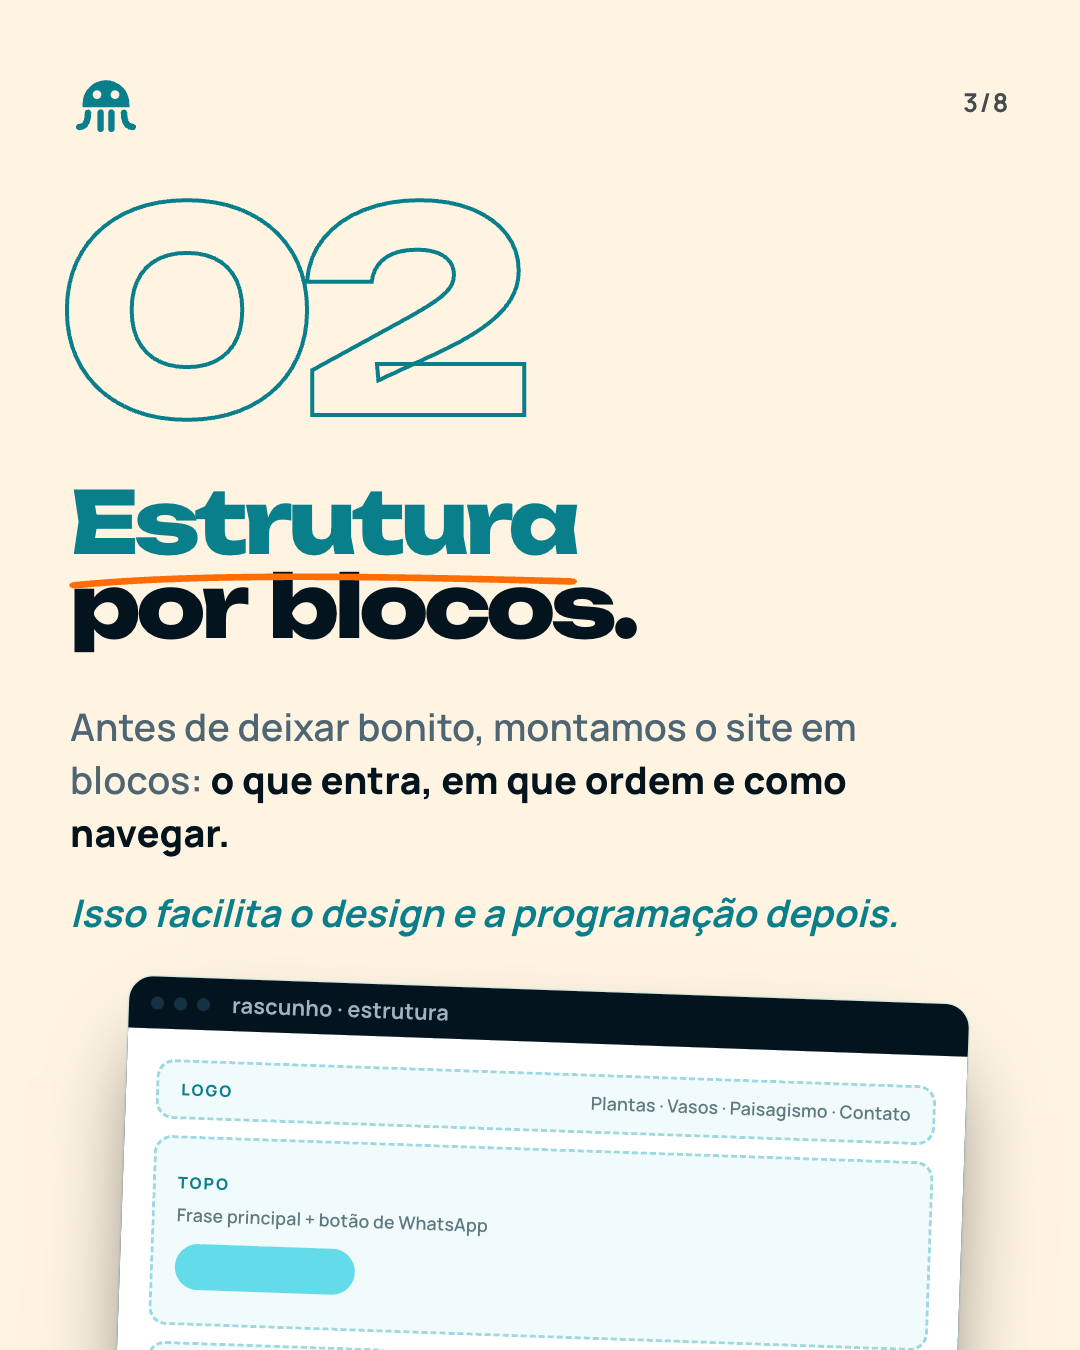 3/8
02
Estrutura
por blocos.
Antes de deixar bonito, montamos o site em
blocos: o que entra, em que ordem e como
navegar.
Isso facilita o design e a programação depois.
rascunho · estrutura
LOGO
Plantas · Vasos · Paisagismo · Contato
TOPO
Frase principal + botão de WhatsApp